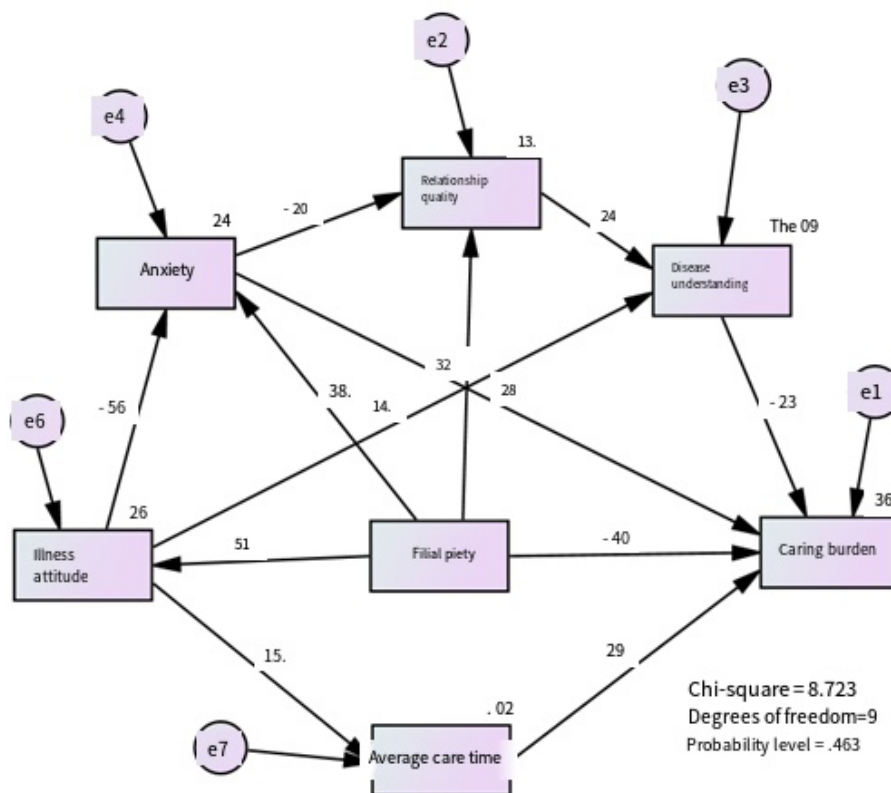 e2
e3
e4
13.
Relationship
quality
- 20
24
24
The 09
Anxiety
Disease
understanding
32
38.
28
14.
- 56
- 23
e1
e6
26
36
51
Illness
attitude
Filial piety
- 40
Caring burden
15.
29
Chi-square = 8.723
. 02
Degrees of freedom=9
e7
Average care time
Probability level = .463